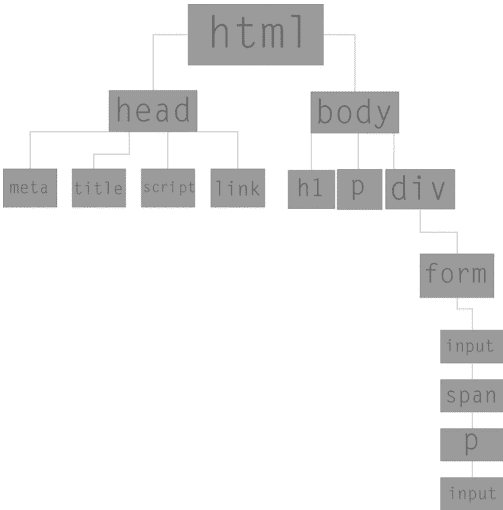 html
head
body
meta
title
script
link
h1
p
div
form
input
span
p
input